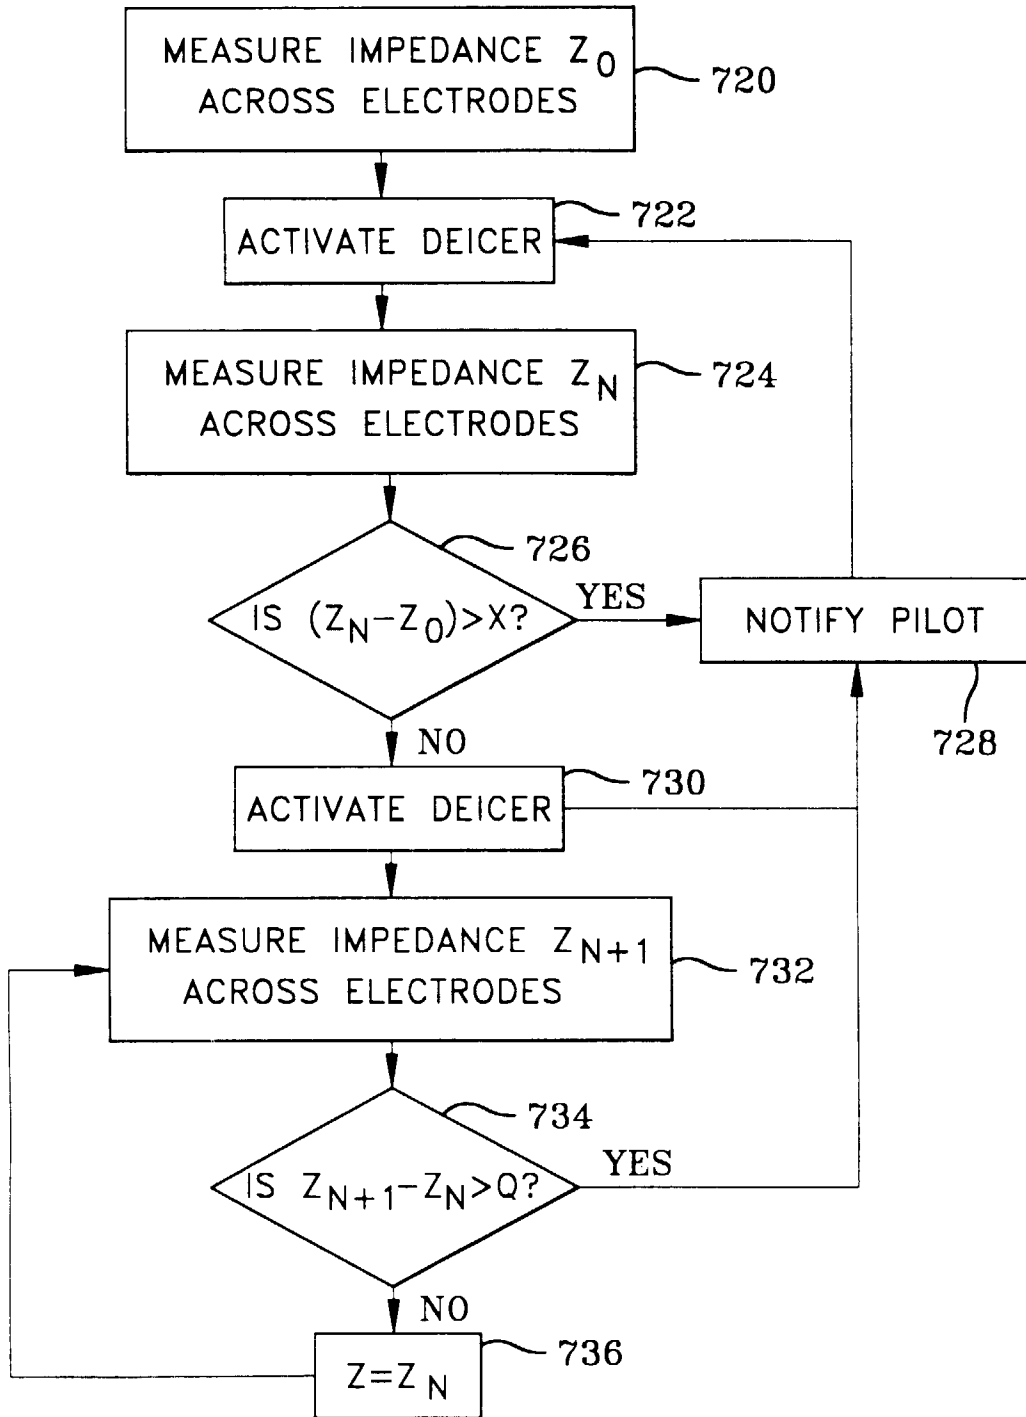 MEASURE IMPEDANCE Z0
ACROSS ELECTRODES
720
722
ACTIVATE DEICER
MEASURE IMPEDANCE ZN
ACROSS ELECTRODES
724
726
IS (ZN-Z0)>X?
YES
NOTIFY PILOT
728
NO
730
ACTIVATE DEICER
MEASURE IMPEDANCE ZN+1
ACROSS ELECTRODES
732
734
IS ZN+1-ZN>Q?
YES
NO
736
Z=ZN